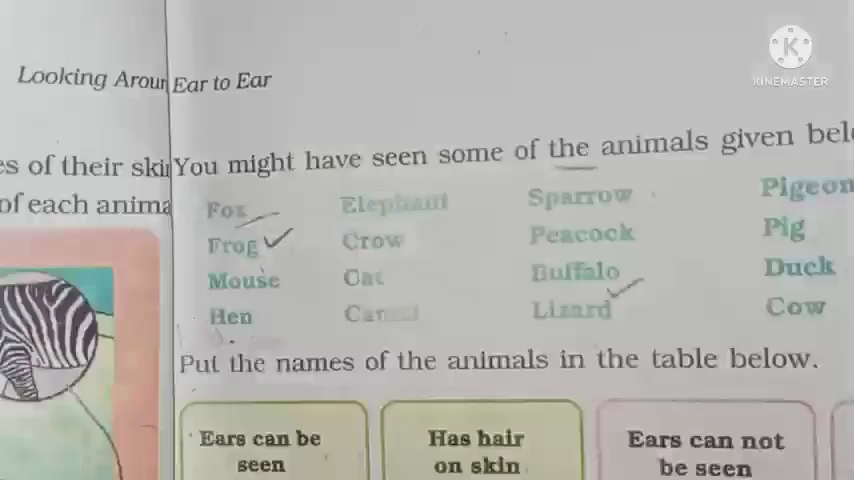 KINEMASTER
Looking Aroun
Ear to Ear
es of their ski
of each anima
You might have seen some of the animals given bel
Fox Elephant Sparrow Pigeon
Frog Crow Peacock Pig
Mouse Cat Buffalo Duck
Hen Camel Lizard Cow
Put the names of the animals in the table below.
Ears can be seen
Has hair on skin
Ears can not be seen